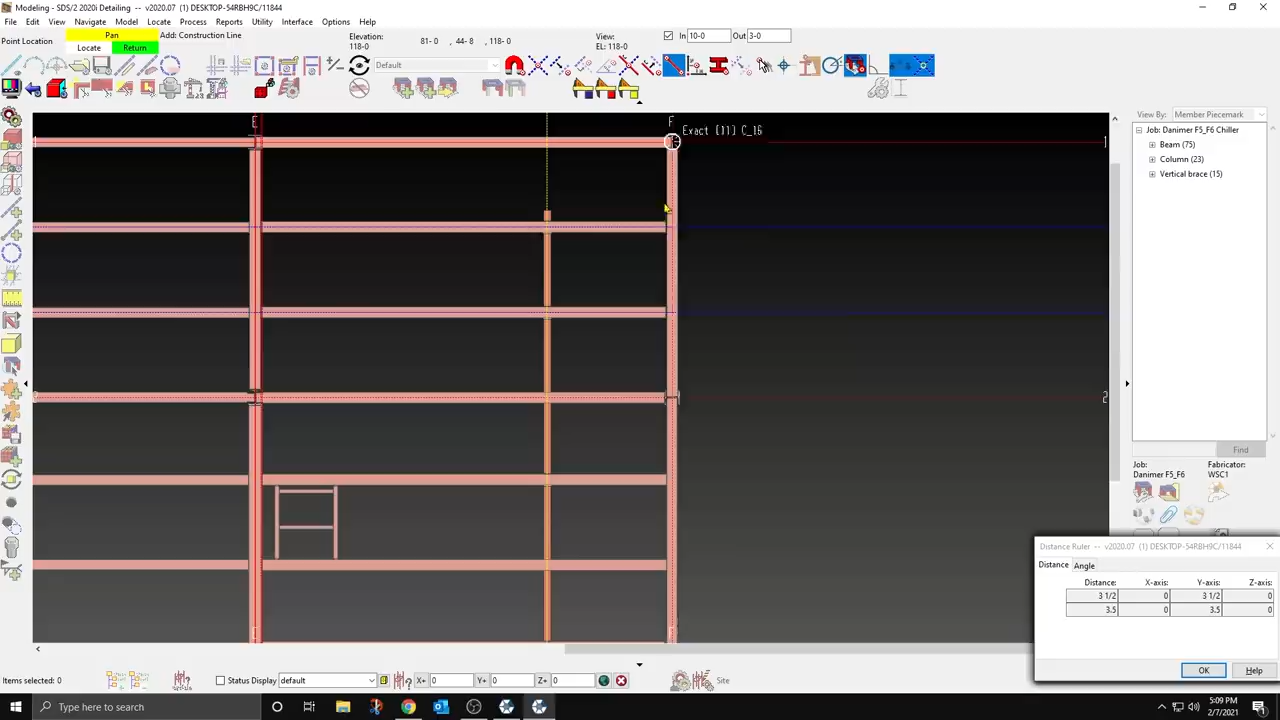 Modeling - SDS/2 2020i Detailing -- v2020.07 (1) DESKTOP-54RBH9C/11844
File Edit View Navigate Model Locate Process Reports Utility Interface Options Help
Point Location
Pan
Locate Return
Add: Construction Line
Elevation:
118-0
81- 0 , 44- 8 , 118- 0
View:
EL: 118-0
In 10-0 Out 3-0
Default
E
F
Exact [11] C_16
1
2
View By: Member Piecemark
Job: Danimer F5_F6 Chiller
Beam (75)
Column (23)
Vertical brace (15)
Find
Job:
Danimer F5_F6
Fabricator:
WSC1
Distance Ruler -- v2020.07 (1) DESKTOP-54RBH9C/11844
Distance Angle
Distance: X-axis: Y-axis: Z-axis:
3 1/2 0 3 1/2 0
3.5 0 3.5 0
OK Help
Items selected: 0
Status Display default
X+ 0 Y+ 0 Z+ 0
Site
Type here to search
5:09 PM
2/7/2021